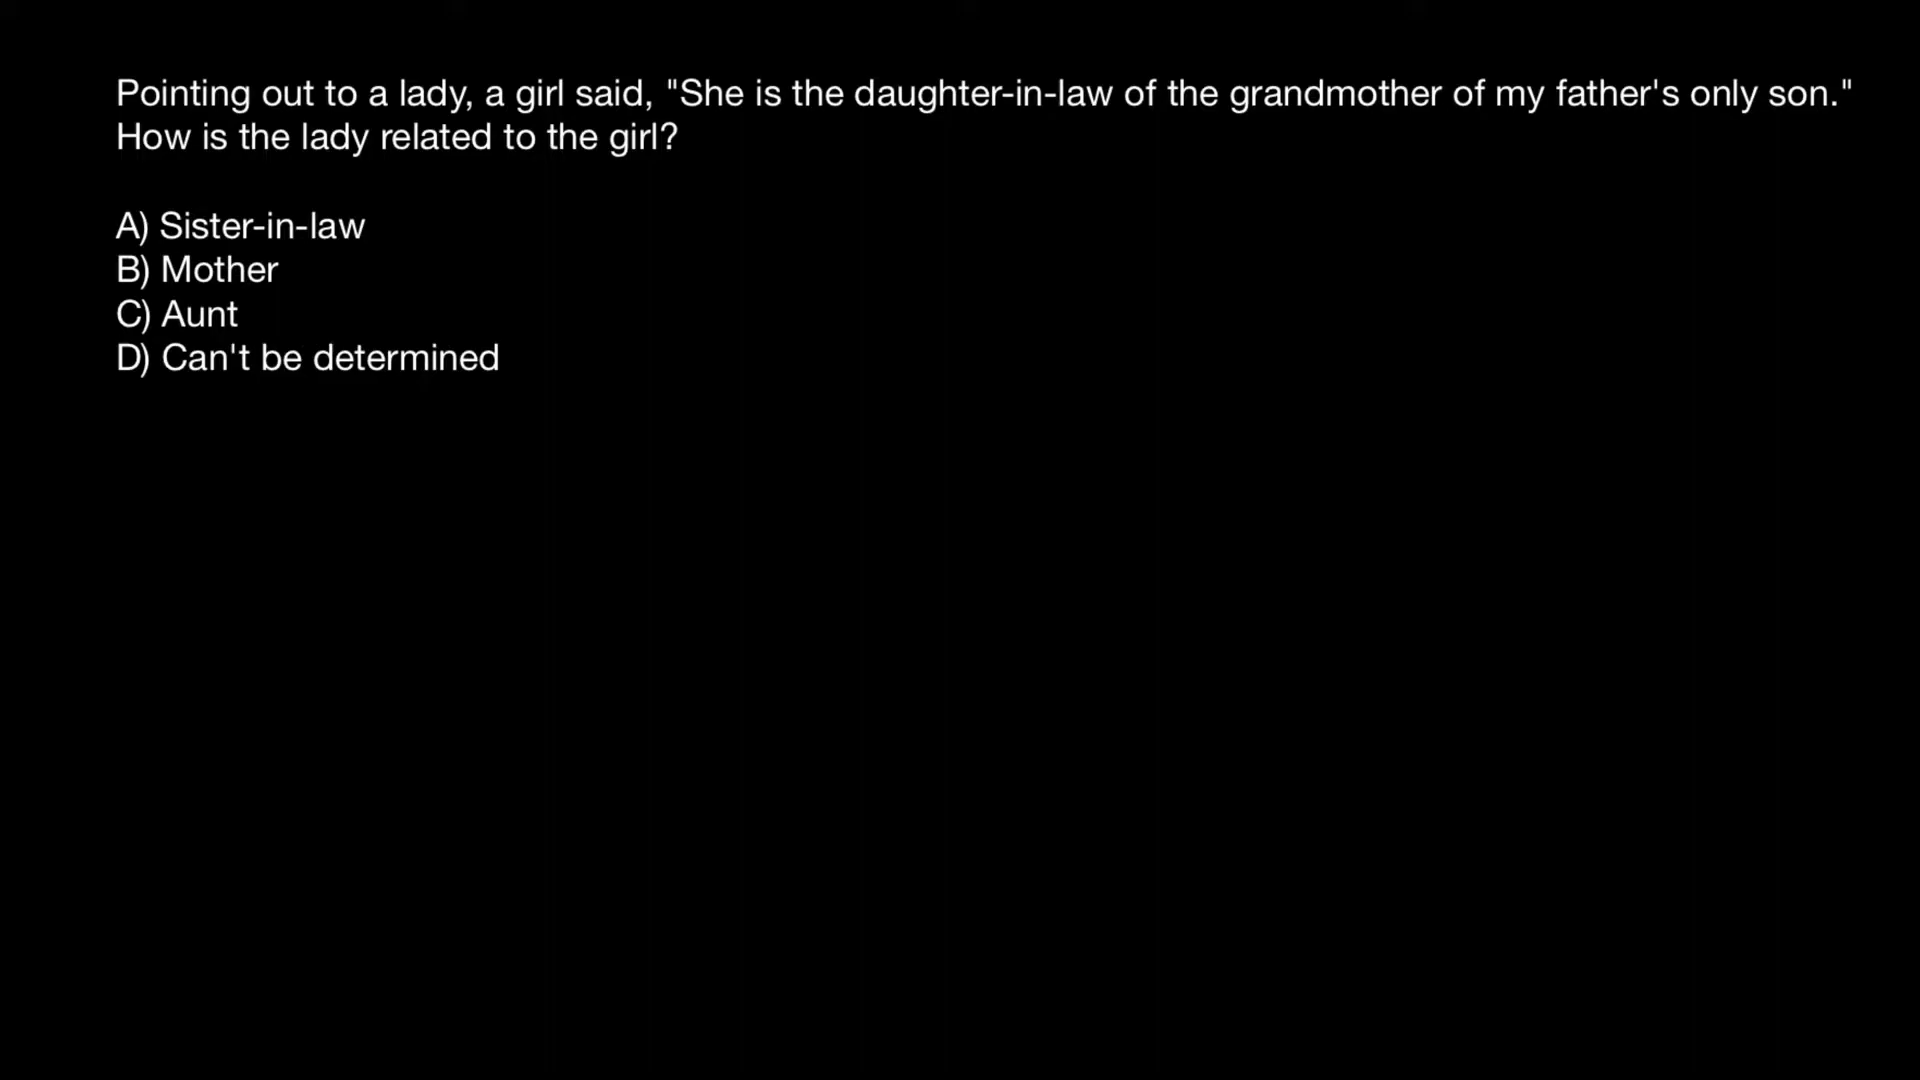 Pointing out to a lady, a girl said, "She is the daughter-in-law of the grandmother of my father's only son."
How is the lady related to the girl?
A) Sister-in-law
B) Mother
C) Aunt
D) Can't be determined